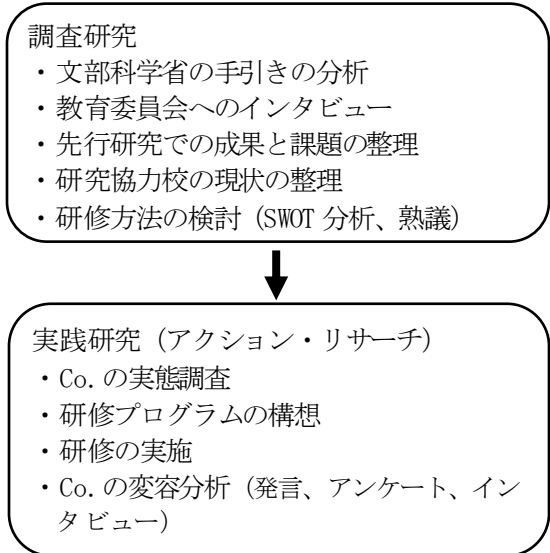 調査研究
・文部科学省の手引きの分析
・教育委員会へのインタビュー
・先行研究での成果と課題の整理
・研究協力校の現状の整理
・研修方法の検討（SWOT 分析、熟議）
実践研究（アクション・リサーチ）
・Co.の実態調査
・研修プログラムの構想
・研修の実施
・Co.の変容分析（発言、アンケート、イン
タビュー）